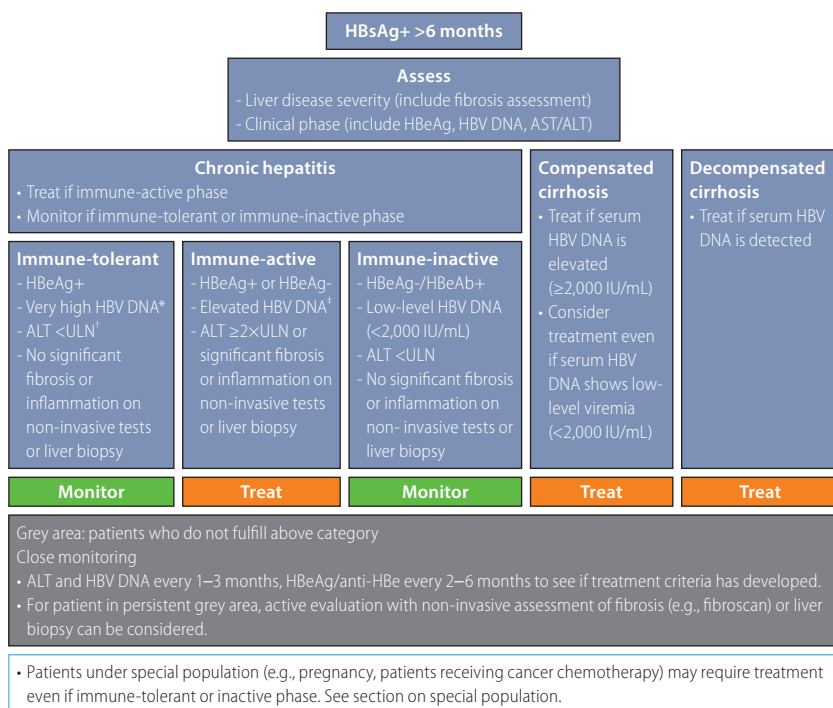 HBsAg+ >6 months
Assess
- Liver disease severity (include fibrosis assessment)
- Clinical phase (include HBeAg, HBV DNA, AST/ALT)
Chronic hepatitis
• Treat if immune-active phase
• Monitor if immune-tolerant or immune-inactive phase
Immune-tolerant
- HBeAg+
- Very high HBV DNA*
- ALT <ULN†
- No significant
fibrosis or
inflammation on
non-invasive tests
or liver biopsy
Monitor
Immune-active
- HBeAg+ or HBeAg-
- Elevated HBV DNA‡
- ALT ≥2×ULN or
significant fibrosis
or inflammation on
non-invasive tests
or liver biopsy
Treat
Immune-inactive
- HBeAg-/HBeAb+
- Low-level HBV DNA
(<2,000 IU/mL)
- ALT <ULN
- No significant fibrosis
or inflammation on
non- invasive tests or
liver biopsy
Monitor
Compensated
cirrhosis
• Treat if serum
HBV DNA is
elevated
(≥2,000 IU/mL)
• Consider
treatment even
if serum HBV
DNA shows low-
level viremia
(<2,000 IU/mL)
Treat
Decompensated
cirrhosis
• Treat if serum HBV
DNA is detected
Treat
Grey area: patients who do not fulfill above category
Close monitoring
• ALT and HBV DNA every 1–3 months, HBeAg/anti-HBe every 2–6 months to see if treatment criteria has developed.
• For patient in persistent grey area, active evaluation with non-invasive assessment of fibrosis (e.g., fibroscan) or liver
biopsy can be considered.
• Patients under special population (e.g., pregnancy, patients receiving cancer chemotherapy) may require treatment
even if immune-tolerant or inactive phase. See section on special population.